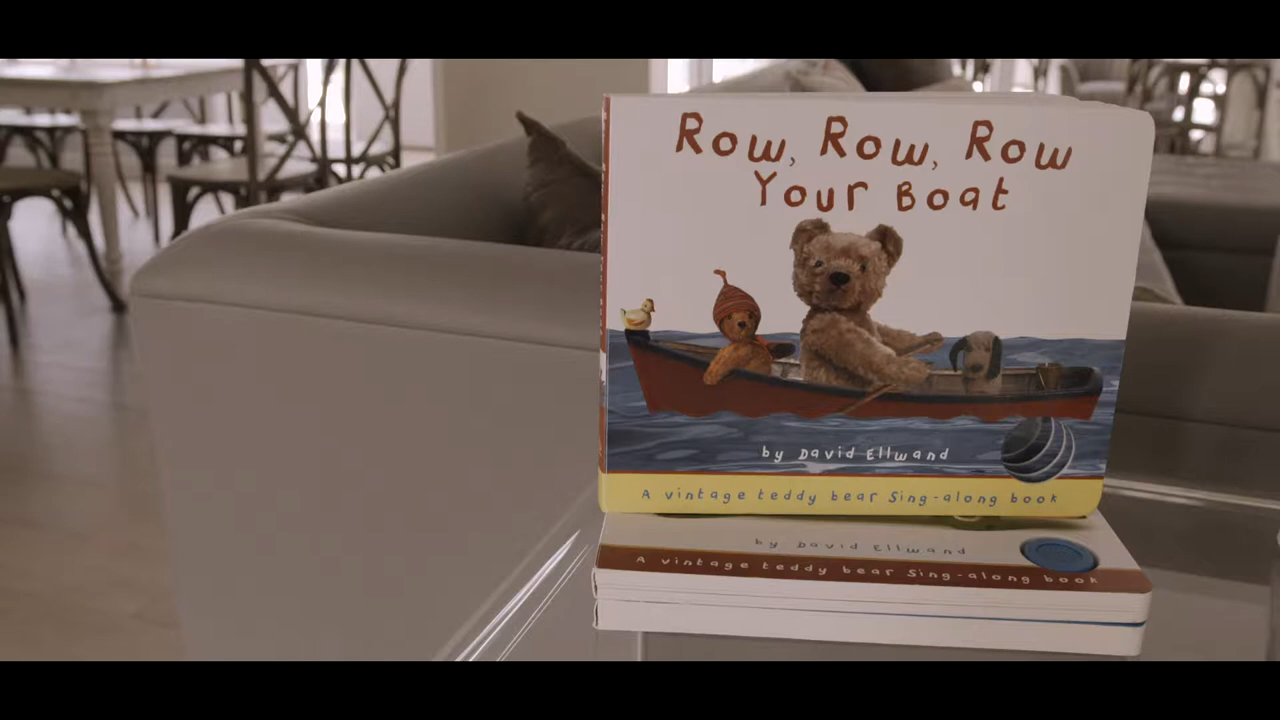 Row, Row, Row
Your Boat
by David Ellwand
A vintage teddy bear Sing-along book
by David Ellwand
A vintage teddy bear Sing-along book